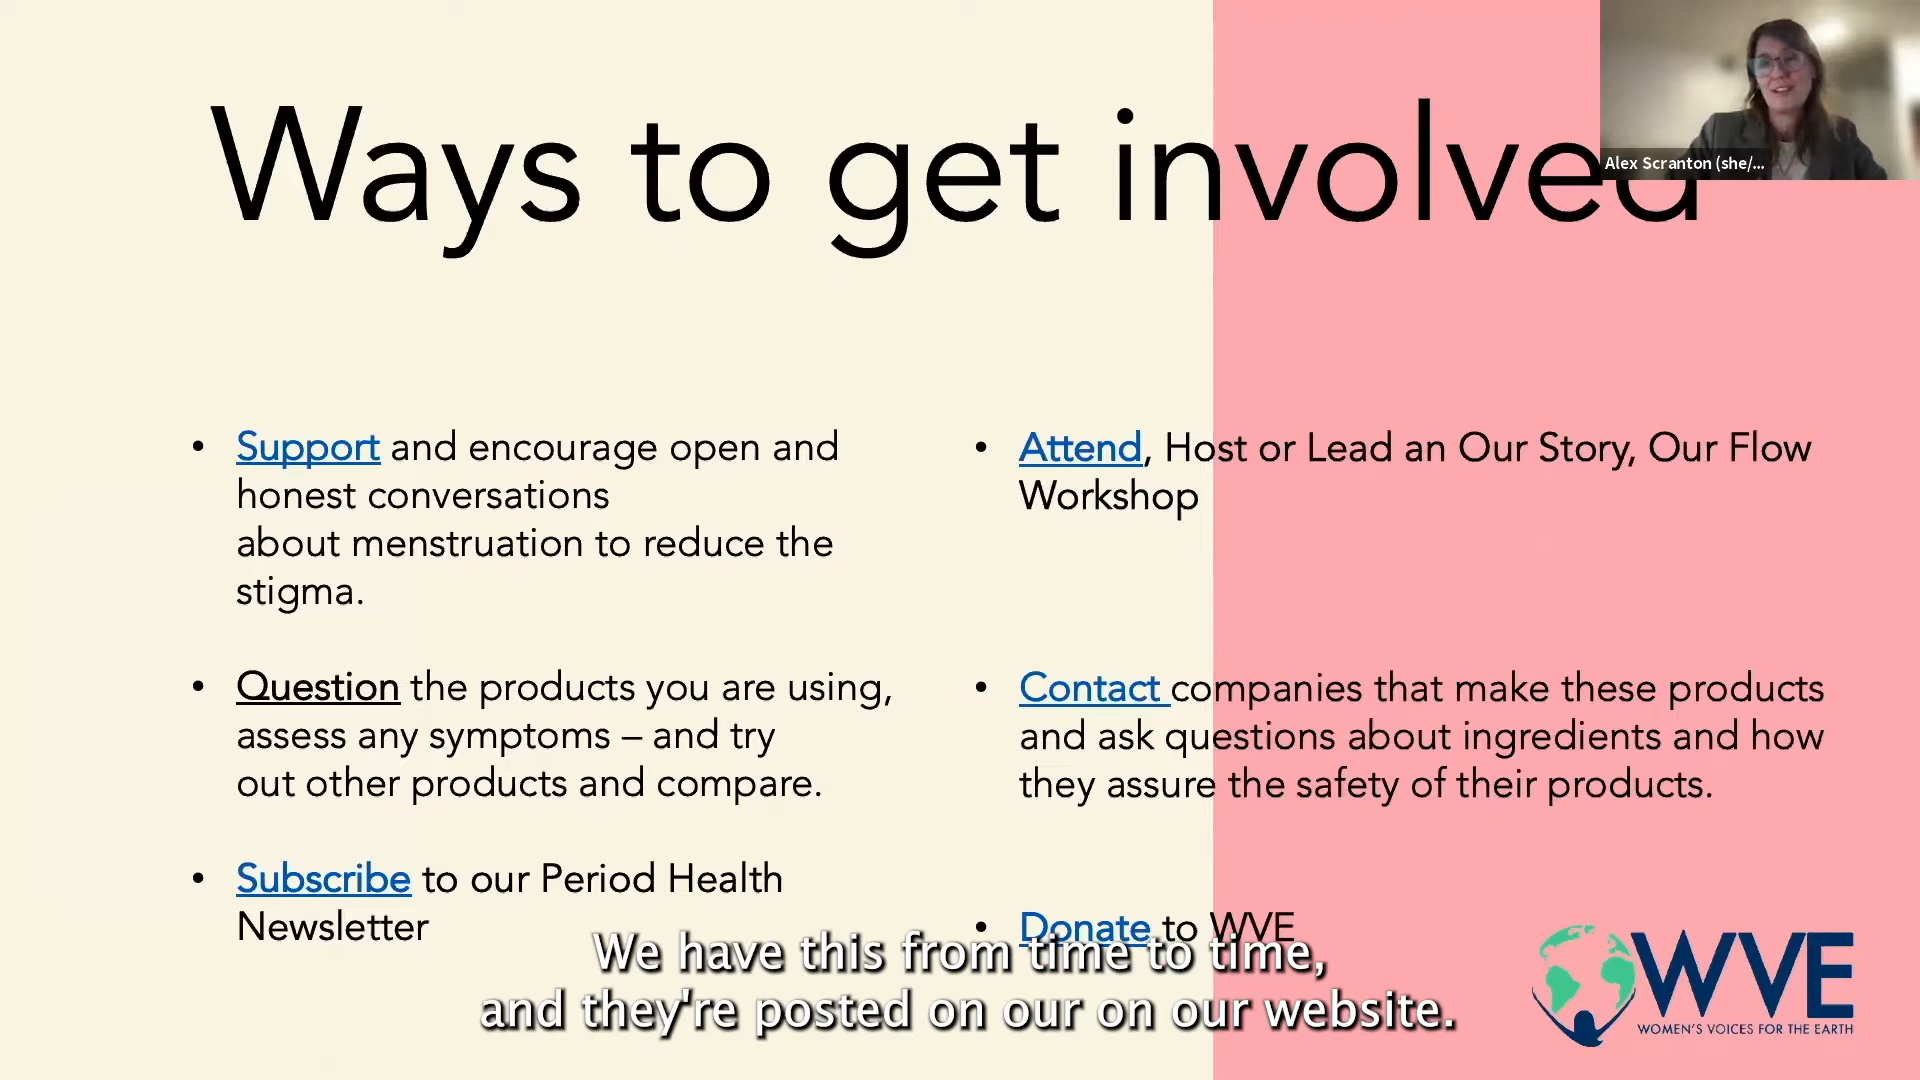 Ways to get involved
Alex Scranton (she/...
• Support and encourage open and
honest conversations
about menstruation to reduce the
stigma.
• Question the products you are using,
assess any symptoms – and try
out other products and compare.
• Subscribe to our Period Health
Newsletter
• Attend, Host or Lead an Our Story, Our Flow
Workshop
• Contact companies that make these products
and ask questions about ingredients and how
they assure the safety of their products.
• Donate to WVE
We have this from time to time,
and they're posted on our on our website.
WVE
WOMEN'S VOICES FOR THE EARTH